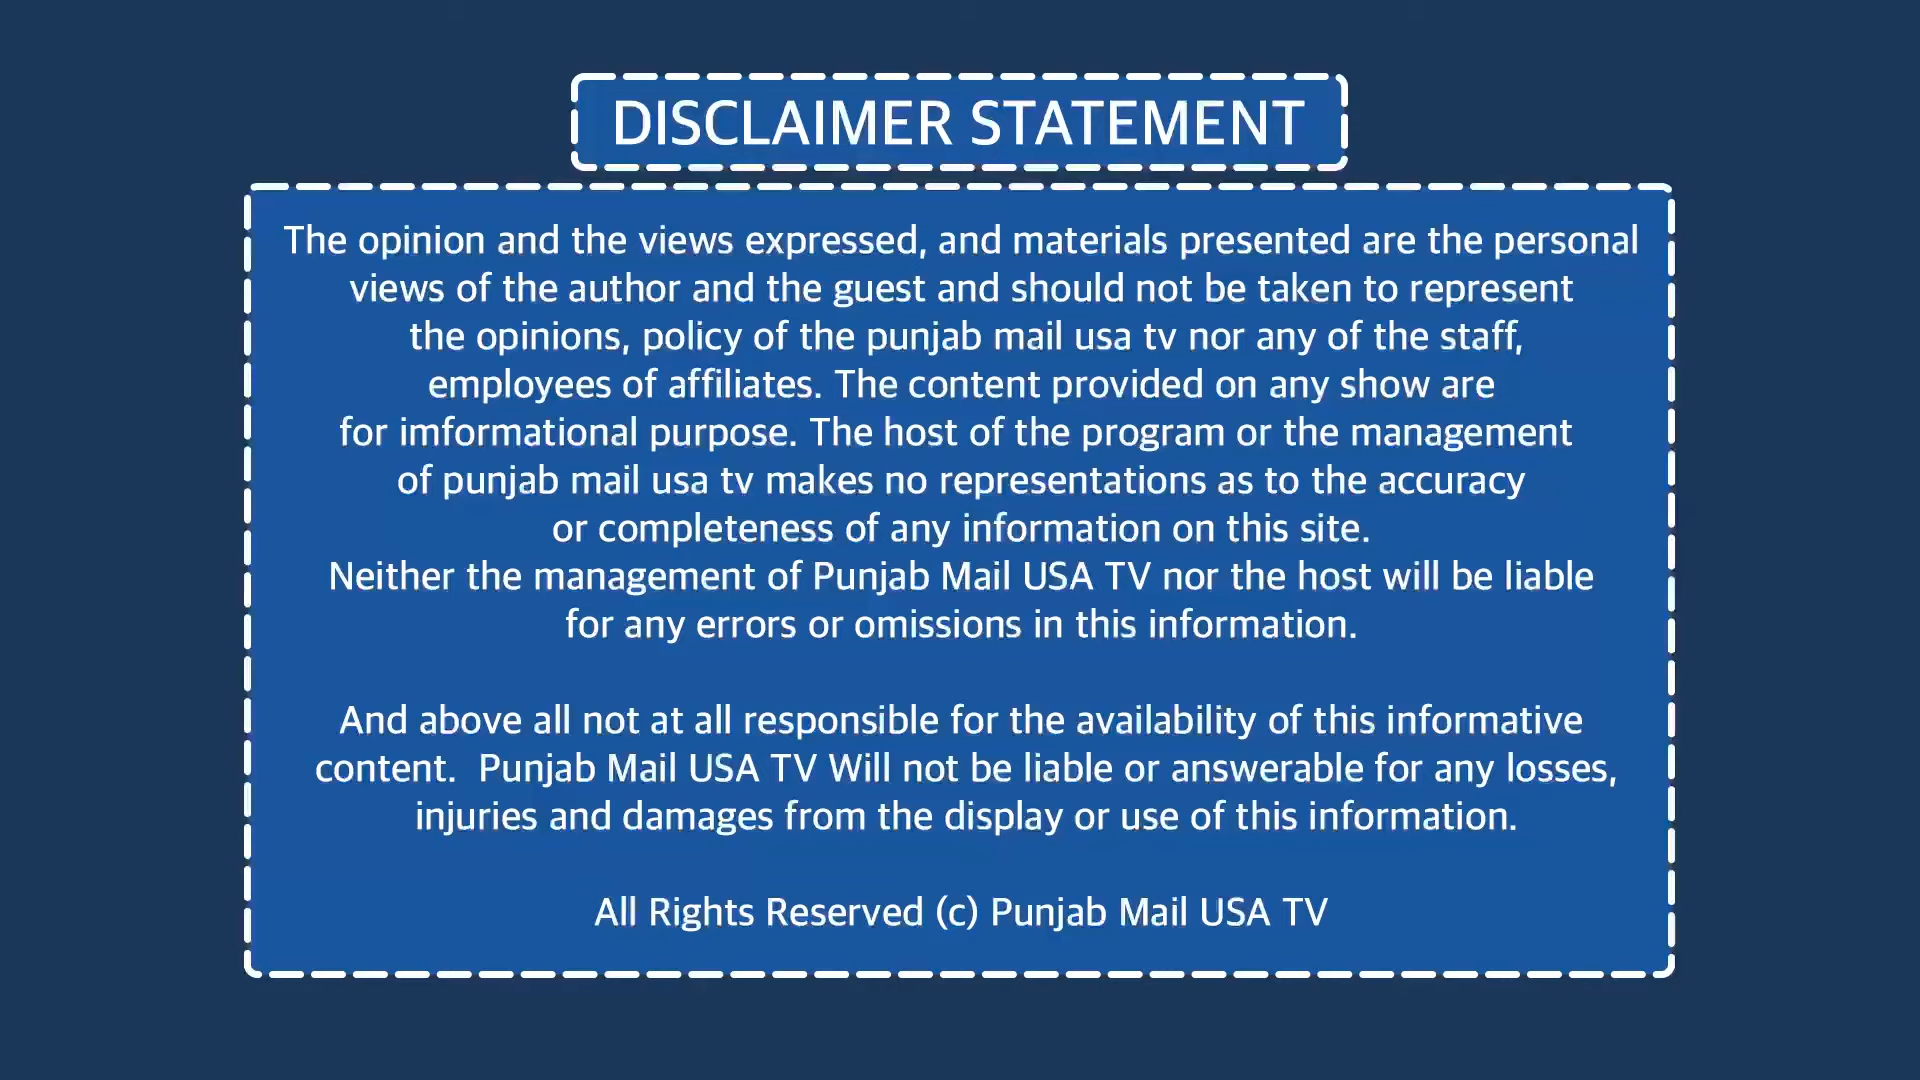 DISCLAIMER STATEMENT
The opinion and the views expressed, and materials presented are the personal
views of the author and the guest and should not be taken to represent
the opinions, policy of the punjab mail usa tv nor any of the staff,
employees of affiliates. The content provided on any show are
for imformational purpose. The host of the program or the management
of punjab mail usa tv makes no representations as to the accuracy
or completeness of any information on this site.
Neither the management of Punjab Mail USA TV nor the host will be liable
for any errors or omissions in this information.
And above all not at all responsible for the availability of this informative
content.  Punjab Mail USA TV Will not be liable or answerable for any losses,
injuries and damages from the display or use of this information.
All Rights Reserved (c) Punjab Mail USA TV